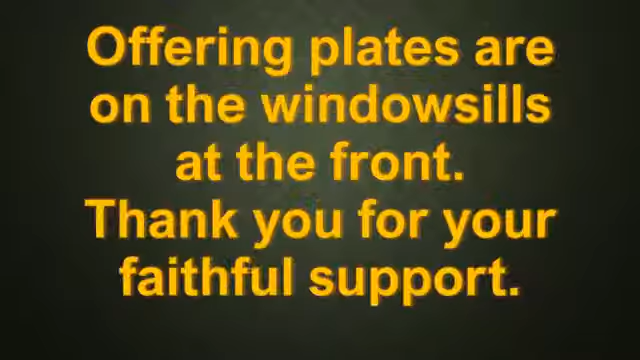 Offering plates are
on the windowsills
at the front.
Thank you for your
faithful support.